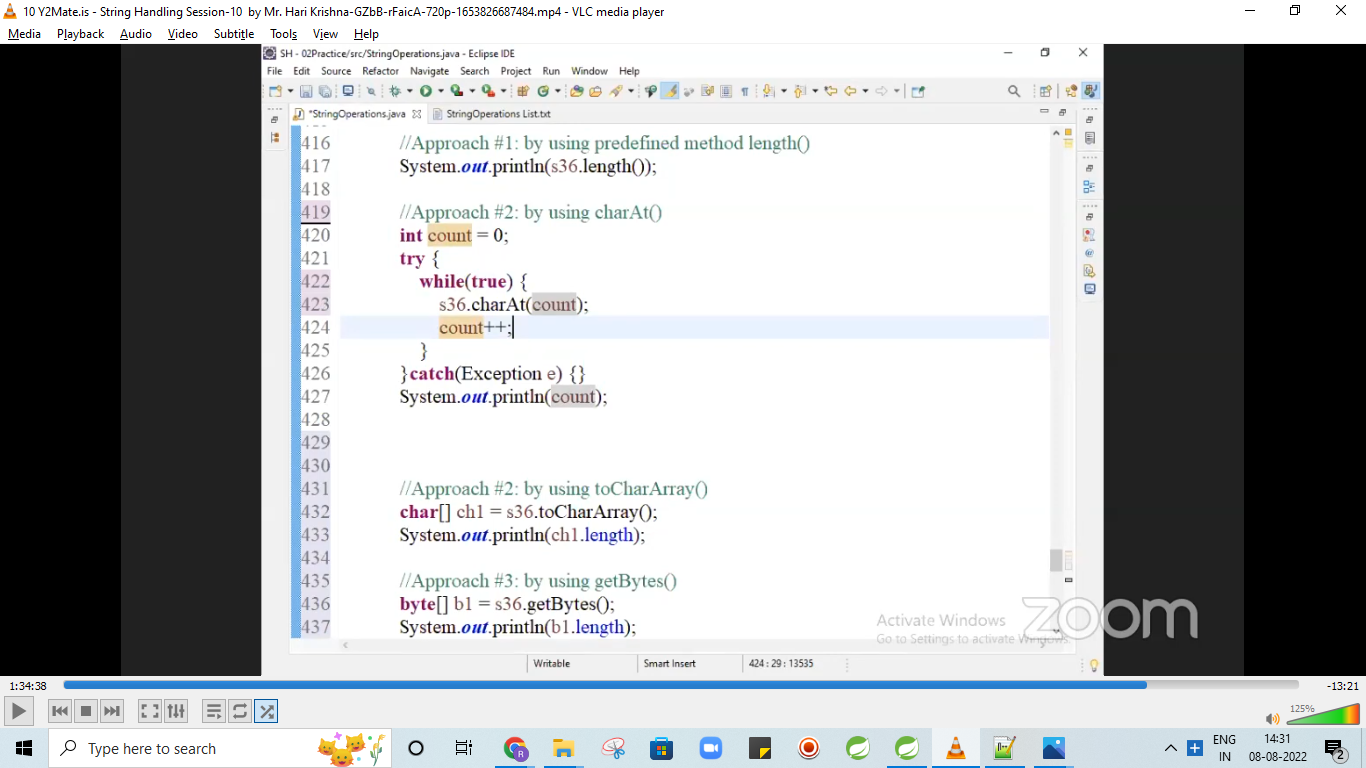 10 Y2Mate.is - String Handling Session-10 by Mr. Hari Krishna-GZbB-rFaicA-720p-1653826687484.mp4 - VLC media player
Media Playback Audio Video Subtitle Tools View Help
SH - 02Practice/src/StringOperations.java - Eclipse IDE
File Edit Source Refactor Navigate Search Project Run Window Help
*StringOperations.java StringOperations List.txt
416 //Approach #1: by using predefined method length()
417 System.out.println(s36.length());
418
419 //Approach #2: by using charAt()
420 int count = 0;
421 try {
422 while(true) {
423 s36.charAt(count);
424 count++;
425 }
426 }catch(Exception e) {}
427 System.out.println(count);
428
429
430
431 //Approach #2: by using toCharArray()
432 char[] ch1 = s36.toCharArray();
433 System.out.println(ch1.length);
434
435 //Approach #3: by using getBytes()
436 byte[] b1 = s36.getBytes();
437 System.out.println(b1.length);
Activate Windows
Go to Settings to activate Windows.
zoom
Writable Smart Insert 424 : 29 : 13535
1:34:38 -13:21
125%
Type here to search
ENG
IN
14:31
08-08-2022
2